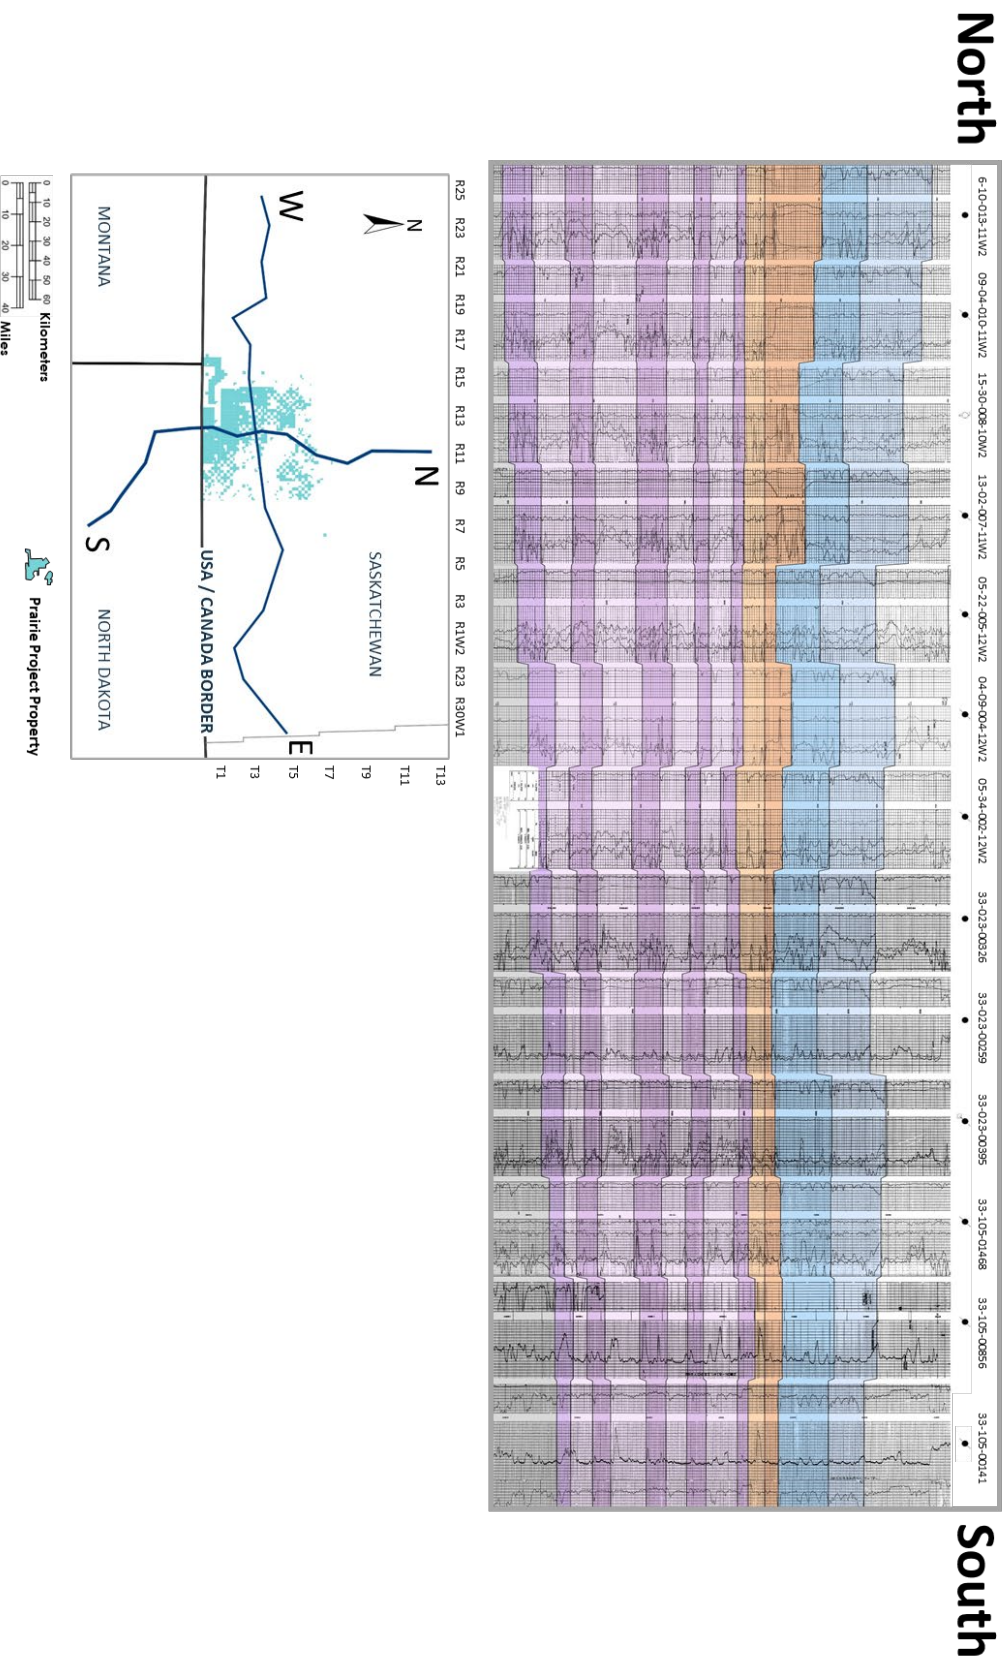 North
South
6-10-013-11W2
09-04-010-11W2
15-30-008-10W2
13-02-007-11W2
05-22-005-12W2
04-09-004-12W2
05-34-002-12W2
33-023-00326
33-023-00259
33-023-00395
33-105-01468
33-105-00856
33-105-00141
R25 R23 R21 R19 R17 R15 R13 R11 R9 R7 R5 R3 R1W2 R23 R30W1
T13
T11
T9
T7
T5
T3
T1
N
N
SASKATCHEWAN
W
E
USA / CANADA BORDER
MONTANA
NORTH DAKOTA
S
0 10 20 30 40 50 60 Kilometers
0 10 20 30 40 Miles
Prairie Project Property